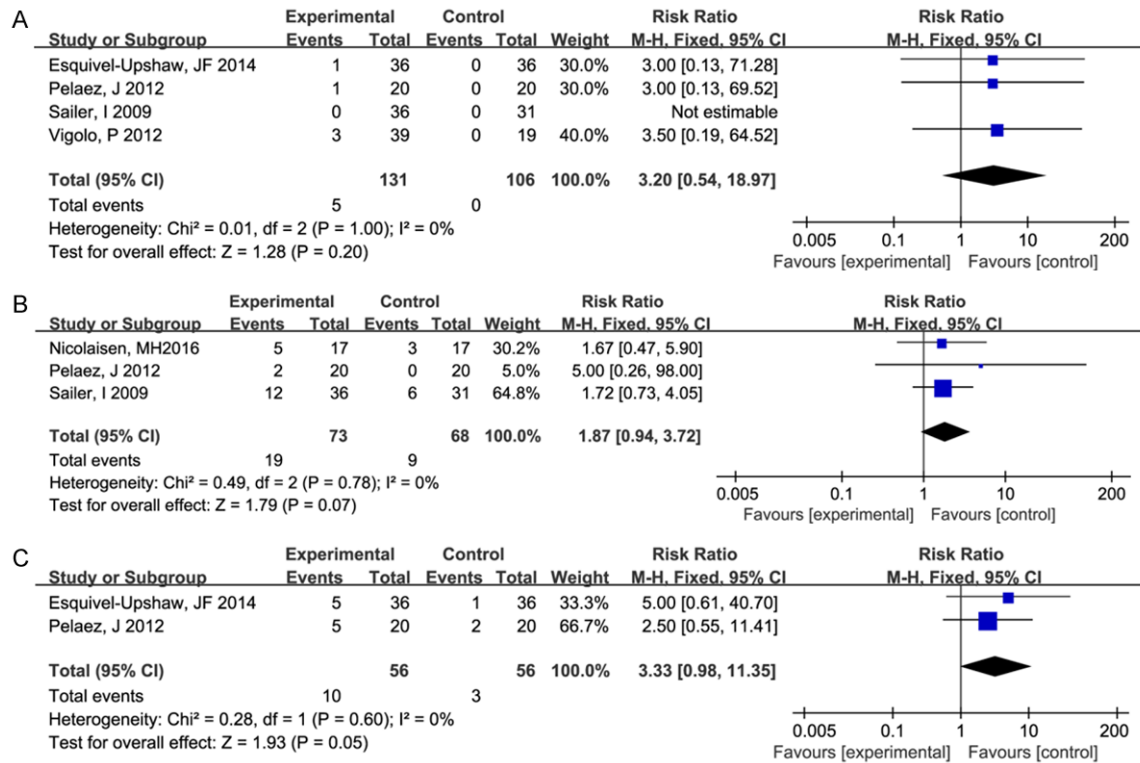 A
Experimental Control Risk Ratio Risk Ratio
Study or Subgroup Events Total Events Total Weight M-H, Fixed, 95% CI M-H, Fixed, 95% CI
Esquivel-Upshaw, JF 2014 1 36 0 36 30.0% 3.00 [0.13, 71.28]
Pelaez, J 2012 1 20 0 20 30.0% 3.00 [0.13, 69.52]
Sailer, I 2009 0 36 0 31 Not estimable
Vigolo, P 2012 3 39 0 19 40.0% 3.50 [0.19, 64.52]
Total (95% CI) 131 106 100.0% 3.20 [0.54, 18.97]
Total events 5 0
Heterogeneity: Chi² = 0.01, df = 2 (P = 1.00); I² = 0%
Test for overall effect: Z = 1.28 (P = 0.20)
0.005 0.1 1 10 200
Favours [experimental] Favours [control]
B
Experimental Control Risk Ratio Risk Ratio
Study or Subgroup Events Total Events Total Weight M-H, Fixed, 95% CI M-H, Fixed, 95% CI
Nicolaisen, MH2016 5 17 3 17 30.2% 1.67 [0.47, 5.90]
Pelaez, J 2012 2 20 0 20 5.0% 5.00 [0.26, 98.00]
Sailer, I 2009 12 36 6 31 64.8% 1.72 [0.73, 4.05]
Total (95% CI) 73 68 100.0% 1.87 [0.94, 3.72]
Total events 19 9
Heterogeneity: Chi² = 0.49, df = 2 (P = 0.78); I² = 0%
Test for overall effect: Z = 1.79 (P = 0.07)
0.005 0.1 1 10 200
Favours [experimental] Favours [control]
C
Experimental Control Risk Ratio Risk Ratio
Study or Subgroup Events Total Events Total Weight M-H, Fixed, 95% CI M-H, Fixed, 95% CI
Esquivel-Upshaw, JF 2014 5 36 1 36 33.3% 5.00 [0.61, 40.70]
Pelaez, J 2012 5 20 2 20 66.7% 2.50 [0.55, 11.41]
Total (95% CI) 56 56 100.0% 3.33 [0.98, 11.35]
Total events 10 3
Heterogeneity: Chi² = 0.28, df = 1 (P = 0.60); I² = 0%
Test for overall effect: Z = 1.93 (P = 0.05)
0.005 0.1 1 10 200
Favours [experimental] Favours [control]